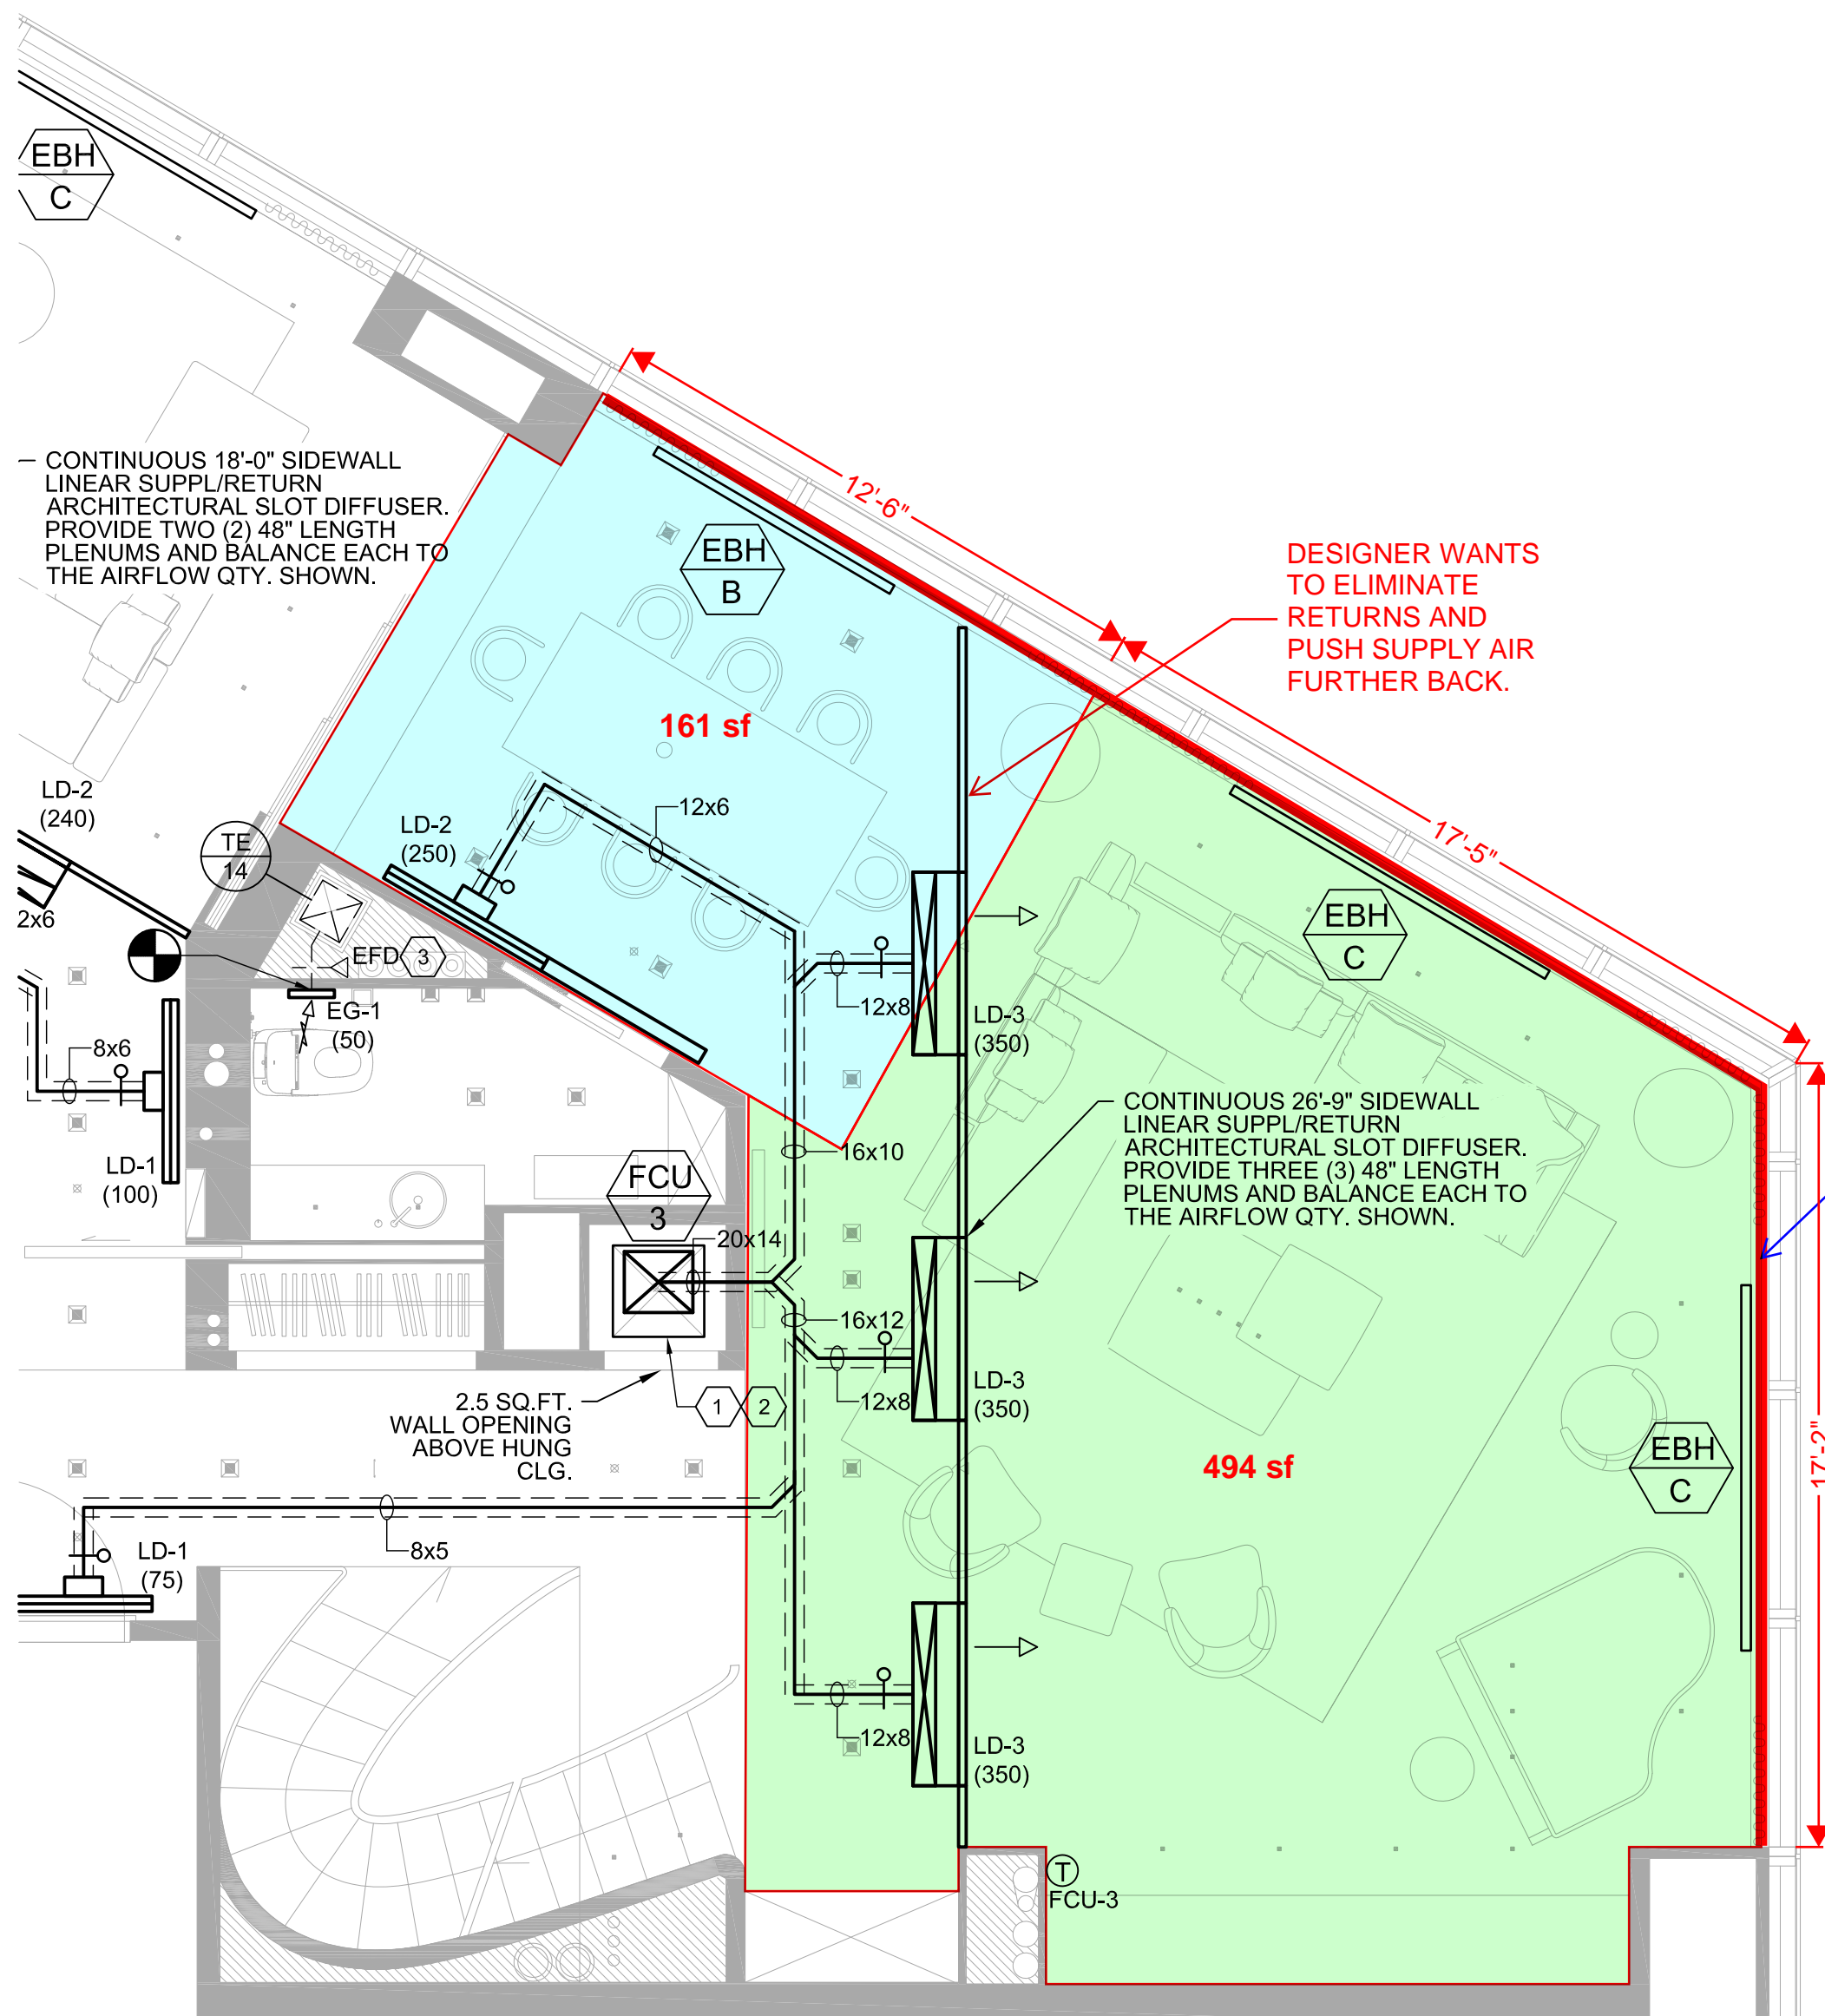 EBH
C
CONTINUOUS 18'-0" SIDEWALL
LINEAR SUPPL/RETURN
ARCHITECTURAL SLOT DIFFUSER.
PROVIDE TWO (2) 48" LENGTH
PLENUMS AND BALANCE EACH TO
THE AIRFLOW QTY. SHOWN.
12'-6"
EBH
B
DESIGNER WANTS
TO ELIMINATE
RETURNS AND
PUSH SUPPLY AIR
FURTHER BACK.
161 sf
LD-2
(240)
TE
14
LD-2
(250)
12x6
17'-5"
2x6
EFD
3
EBH
C
EG-1
(50)
12x8
LD-3
(350)
8x6
LD-1
(100)
16x10
CONTINUOUS 26'-9" SIDEWALL
LINEAR SUPPL/RETURN
ARCHITECTURAL SLOT DIFFUSER.
PROVIDE THREE (3) 48" LENGTH
PLENUMS AND BALANCE EACH TO
THE AIRFLOW QTY. SHOWN.
FCU
3
20x14
16x12
2.5 SQ.FT.
WALL OPENING
ABOVE HUNG
CLG.
1
2
12x8
LD-3
(350)
494 sf
EBH
C
17'-2"
8x5
LD-1
(75)
12x8
LD-3
(350)
T
FCU-3